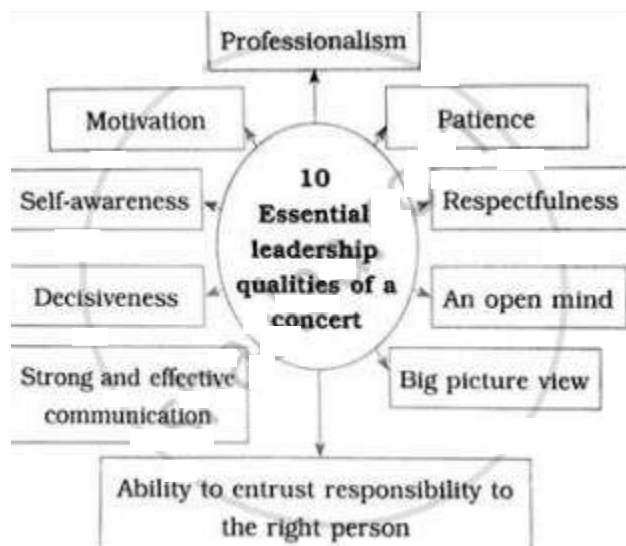 Professionalism
Motivation
Patience
10
Essential
leadership
qualities of a
concert
Self-awareness
Respectfulness
Decisiveness
An open mind
Strong and effective
communication
Big picture view
Ability to entrust responsibility to
the right person